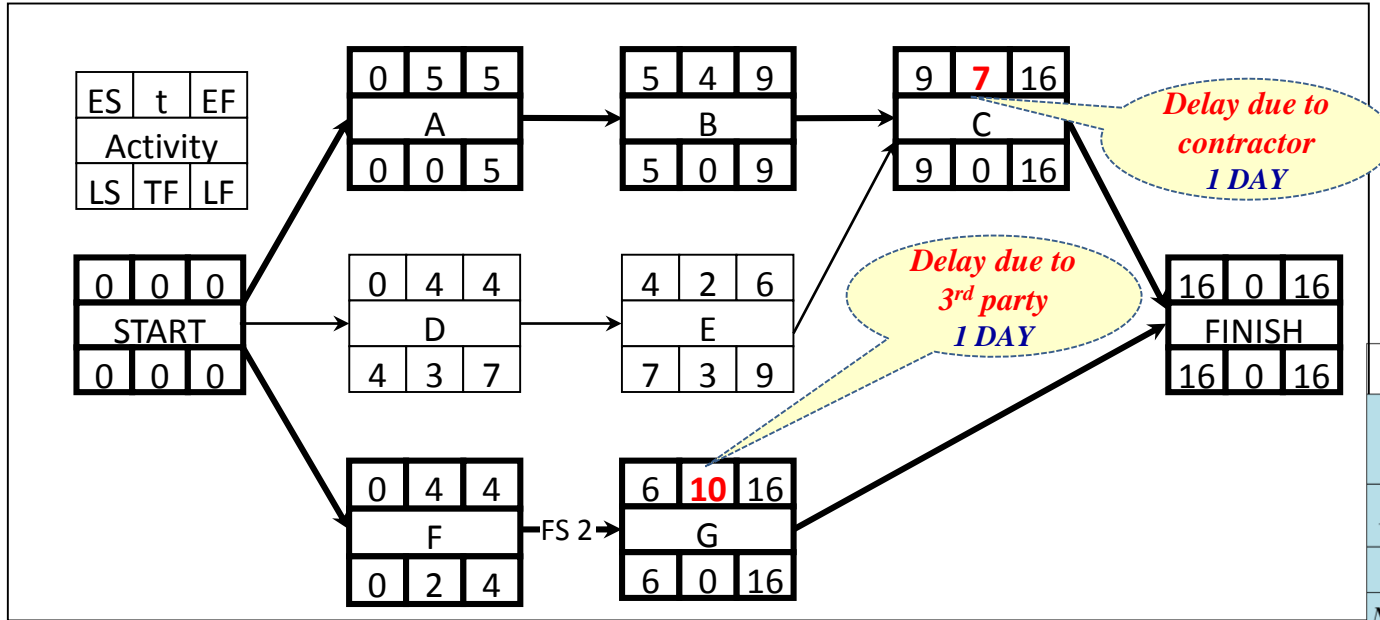 0 5 5
A
0 0 5
5 4 9
B
5 0 9
9 7 16
C
9 0 16
ES t EF
Activity
LS TF LF
Delay due to
contractor
1 DAY
0 0 0
START
0 0 0
0 4 4
D
4 3 7
4 2 6
E
7 3 9
Delay due to
3rd party
1 DAY
16 0 16
FINISH
16 0 16
0 4 4
F
0 2 4
FS 2
6 10 16
G
6 0 16